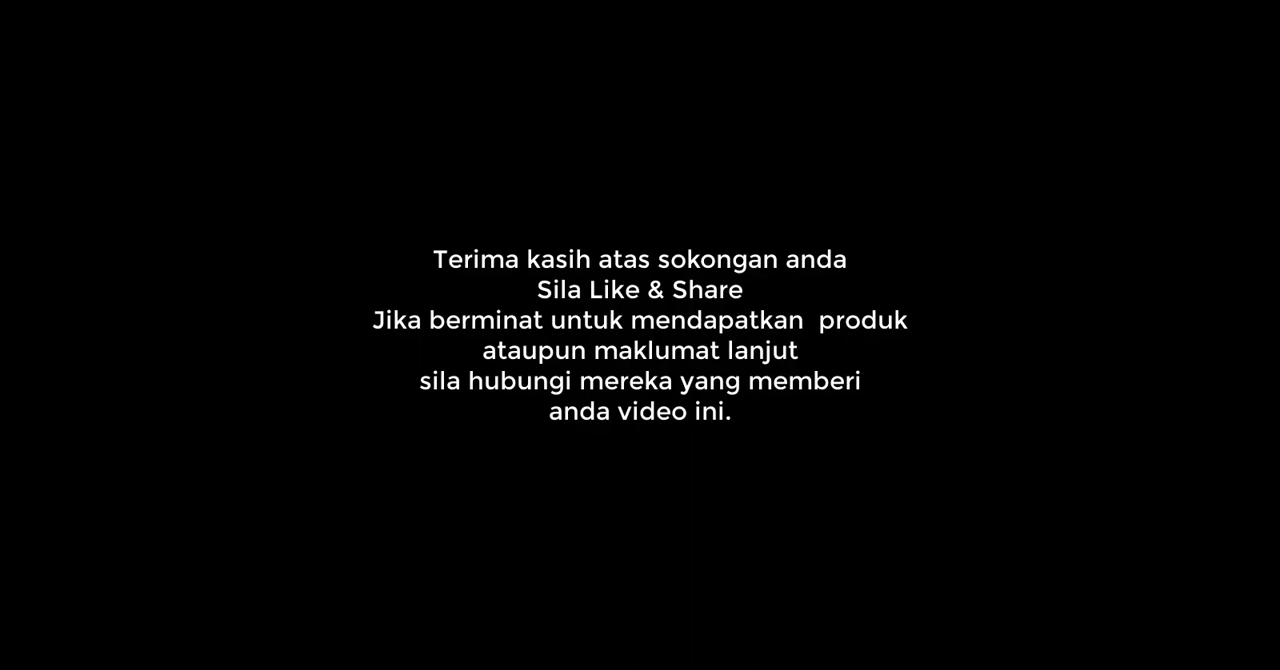 Terima kasih atas sokongan anda
Sila Like & Share
Jika berminat untuk mendapatkan  produk
ataupun maklumat lanjut
sila hubungi mereka yang memberi
anda video ini.